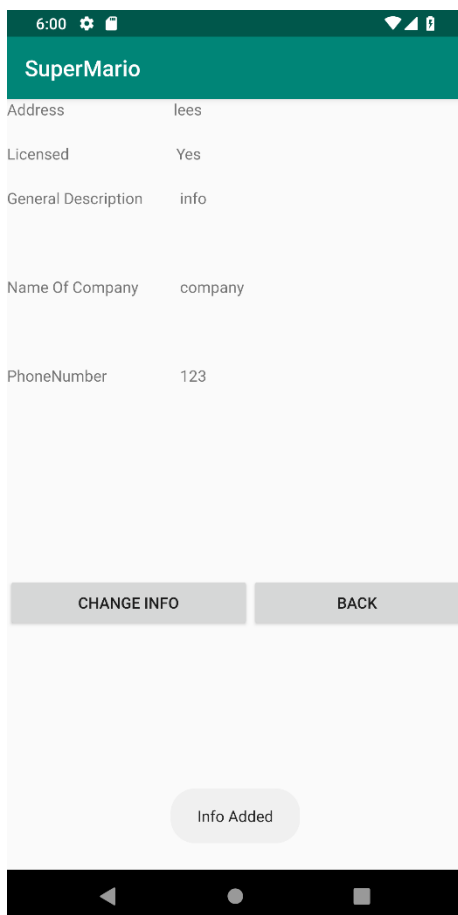 6:00
SuperMario
Address lees
Licensed Yes
General Description info
Name Of Company company
PhoneNumber 123
CHANGE INFO BACK
Info Added